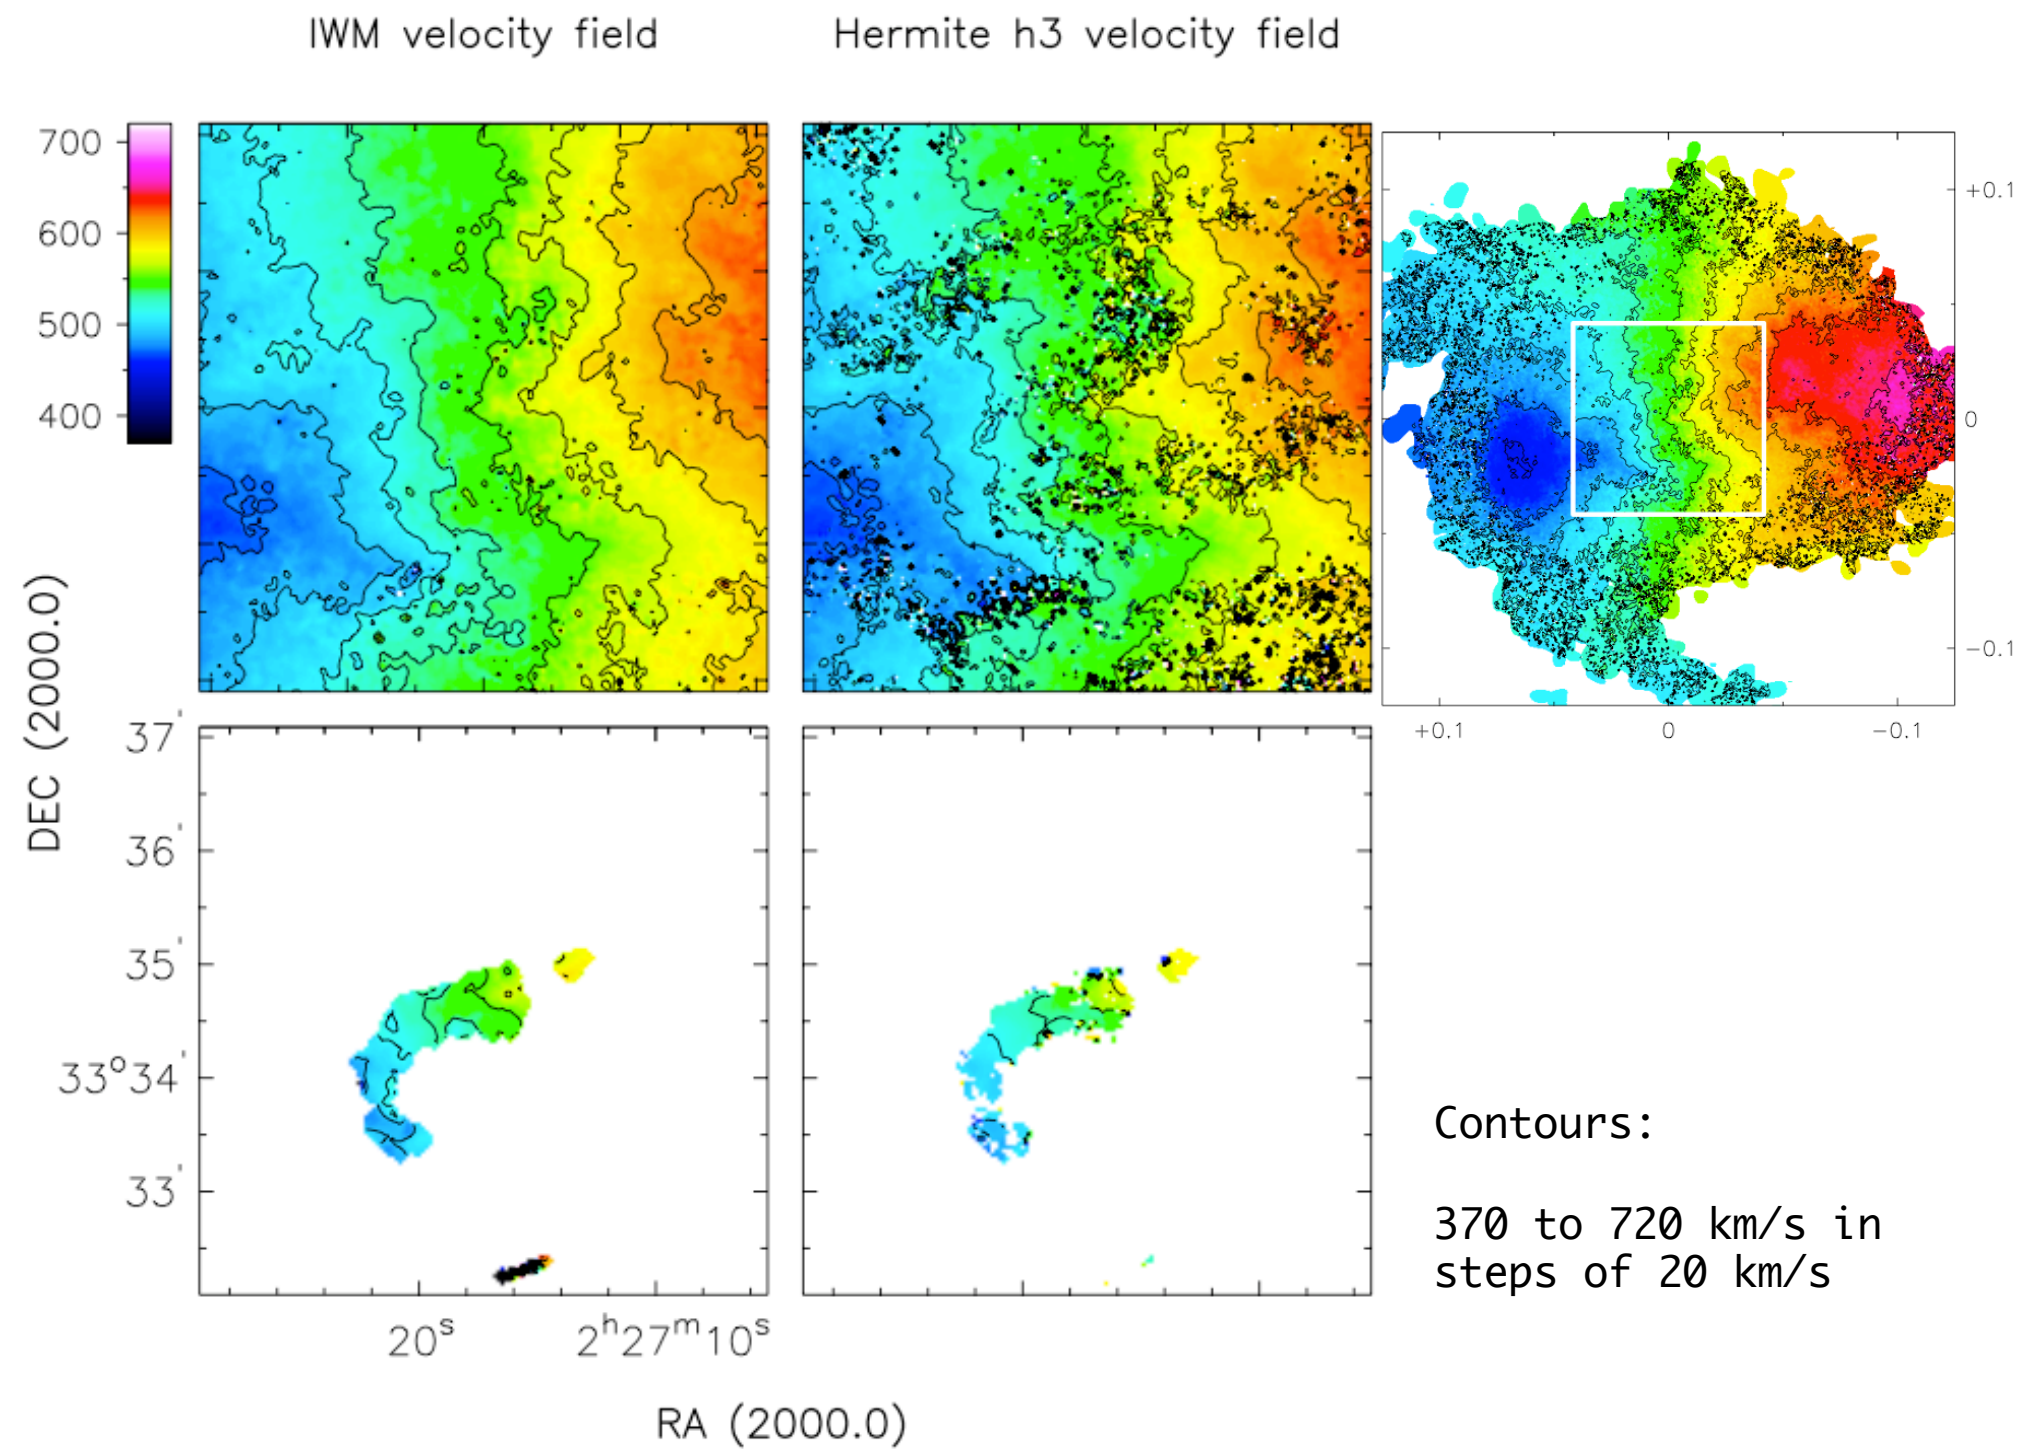 IWM velocity field
Hermite h3 velocity field
700
600
500
400
+0.1
0
−0.1
+0.1
0
−0.1
DEC (2000.0)
37'
36'
35'
33°34'
33'
20s
2h27m10s
RA (2000.0)
Contours:
370 to 720 km/s in
steps of 20 km/s